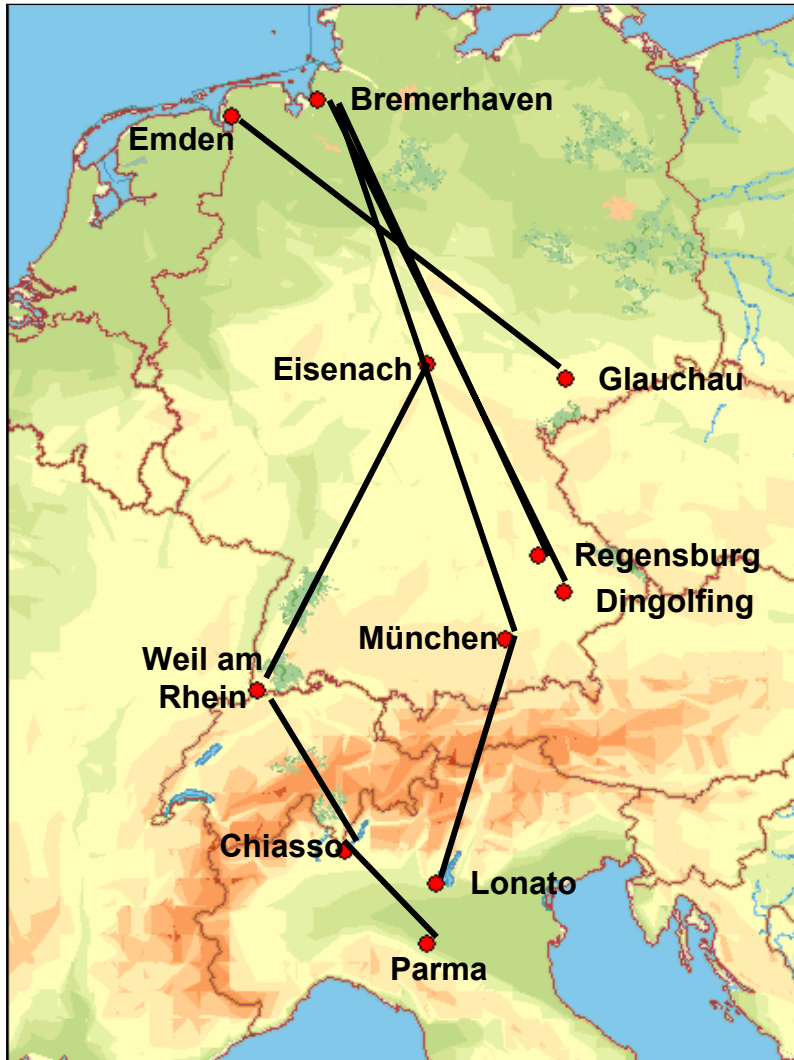 Bremerhaven
Emden
Eisenach
Glauchau
Regensburg
Dingolfing
München
Weil am
Rhein
Chiasso
Lonato
Parma